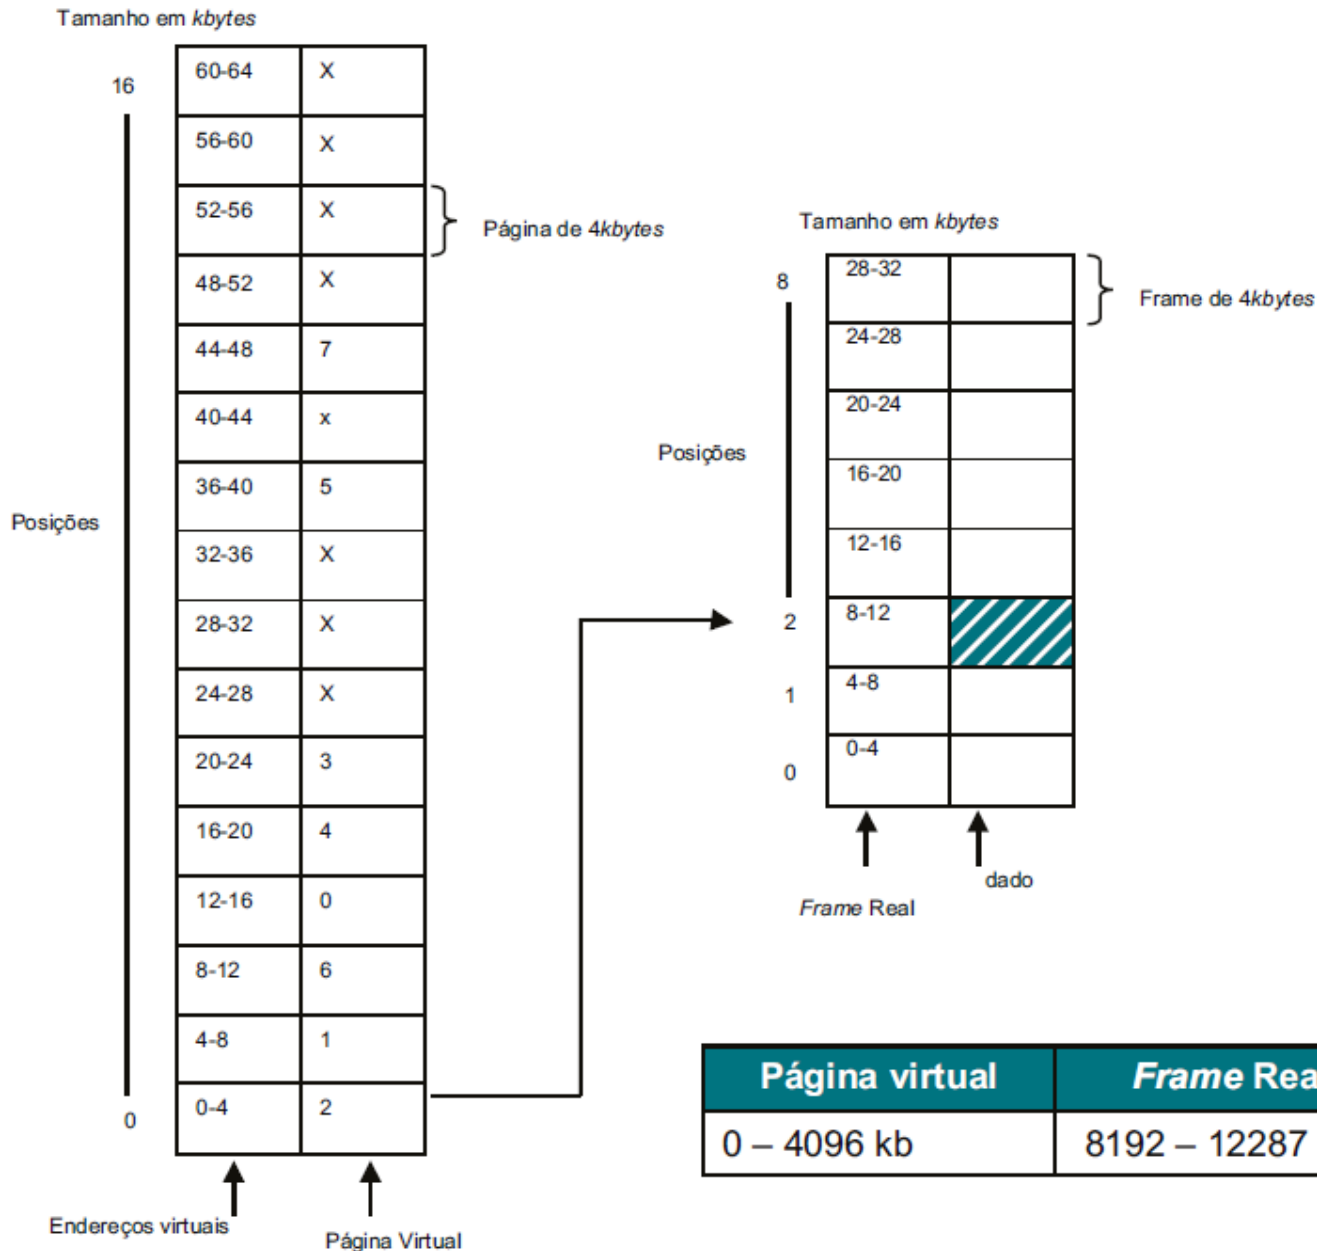 Tamanho em kbytes
16
60-64 X
56-60 X
52-56 X
Página de 4kbytes
48-52 X
44-48 7
40-44 x
36-40 5
Posições
32-36 X
28-32 X
24-28 X
20-24 3
16-20 4
12-16 0
8-12 6
4-8 1
0-4 2
0
Endereços virtuais
Página Virtual
Tamanho em kbytes
8
28-32
Frame de 4kbytes
24-28
20-24
Posições
16-20
12-16
2 8-12
1 4-8
0 0-4
dado
Frame Real
Página virtual Frame Rea
0 – 4096 kb 8192 – 12287